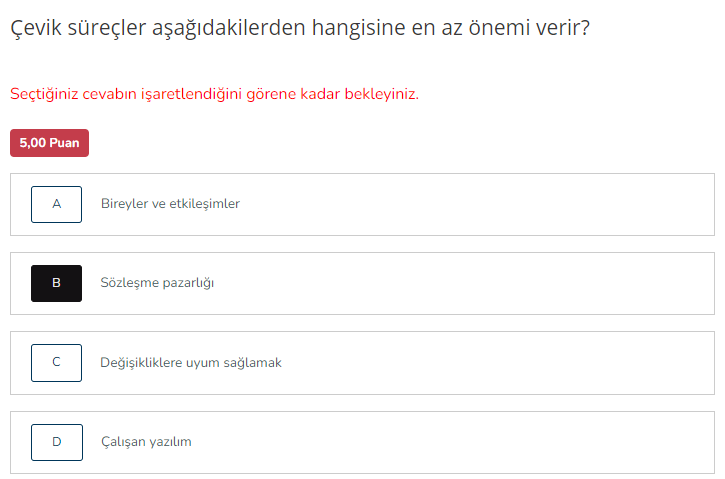 Çevik süreçler aşağıdakilerden hangisine en az önemi verir?
Seçtiğiniz cevabın işaretlendiğini görene kadar bekleyiniz.
5,00 Puan
A Bireyler ve etkileşimler
B Sözleşme pazarlığı
C Değişikliklere uyum sağlamak
D Çalışan yazılım